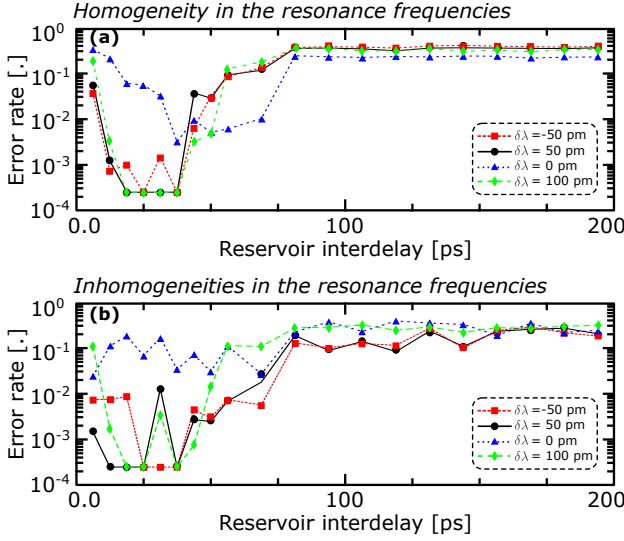 Homogeneity in the resonance frequencies
(a)
Error rate [.]
10^0
10^-1
10^-2
10^-3
10^-4
δλ =-50 pm
δλ = 50 pm
δλ = 0 pm
δλ = 100 pm
0.0 100 200
Reservoir interdelay [ps]
Inhomogeneities in the resonance frequencies
(b)
Error rate [.]
10^0
10^-1
10^-2
10^-3
10^-4
δλ =-50 pm
δλ = 50 pm
δλ = 0 pm
δλ = 100 pm
0.0 100 200
Reservoir interdelay [ps]